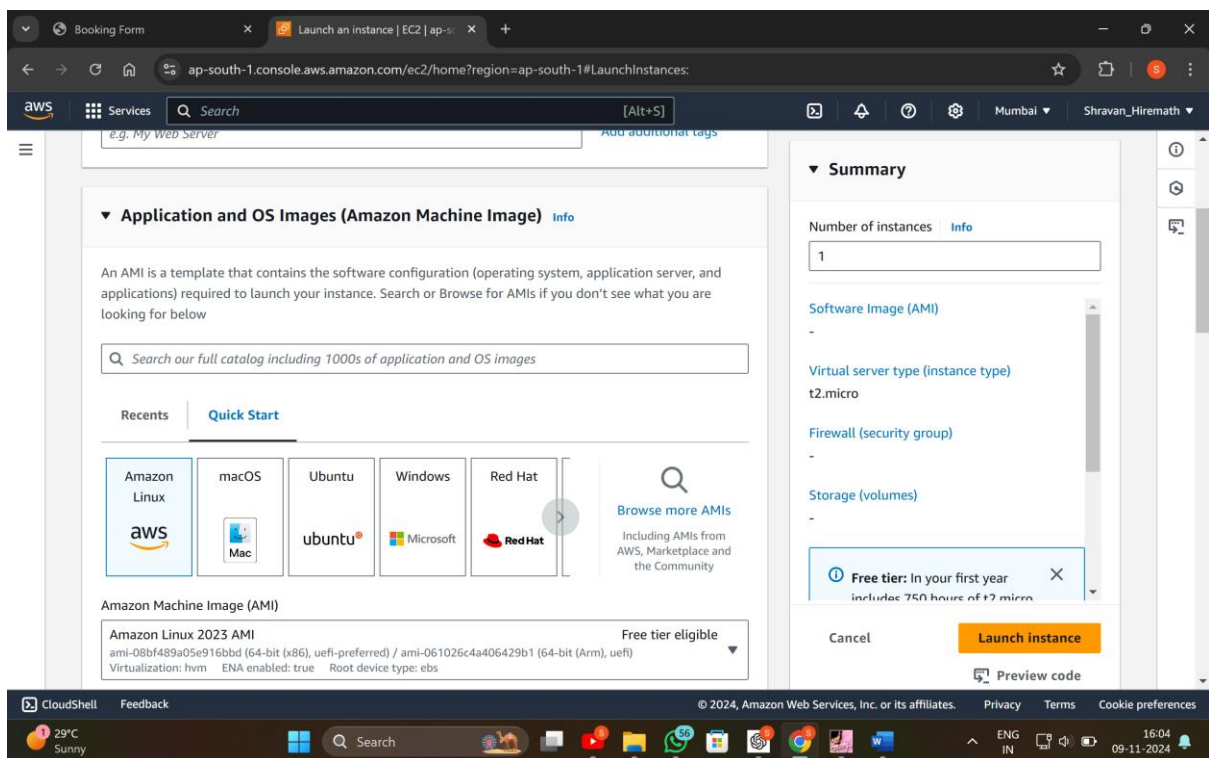 Booking Form
Launch an instance | EC2 | ap-so
ap-south-1.console.aws.amazon.com/ec2/home?region=ap-south-1#LaunchInstances:
S
aws
Services
Search
[Alt+S]
Mumbai
Shravan_Hiremath
e.g. My Web Server
Add additional tags
Application and OS Images (Amazon Machine Image) Info
An AMI is a template that contains the software configuration (operating system, application server, and
applications) required to launch your instance. Search or Browse for AMIs if you don't see what you are
looking for below
Search our full catalog including 1000s of application and OS images
Recents
Quick Start
Amazon
Linux
aws
macOS
Mac
Ubuntu
ubuntu®
Windows
Microsoft
Red Hat
Red Hat
Browse more AMIs
Including AMIs from
AWS, Marketplace and
the Community
Amazon Machine Image (AMI)
Amazon Linux 2023 AMI
Free tier eligible
ami-08bf489a05e916bbd (64-bit (x86), uefi-preferred) / ami-061026c4a406429b1 (64-bit (Arm), uefi)
Virtualization: hvm ENA enabled: true Root device type: ebs
Summary
Number of instances Info
1
Software Image (AMI)
-
Virtual server type (instance type)
t2.micro
Firewall (security group)
-
Storage (volumes)
-
Free tier: In your first year
includes 750 hours of t2.micro
Cancel
Launch instance
Preview code
CloudShell
Feedback
© 2024, Amazon Web Services, Inc. or its affiliates.
Privacy
Terms
Cookie preferences
1
29°C
Sunny
Search
56
ENG
IN
16:04
09-11-2024